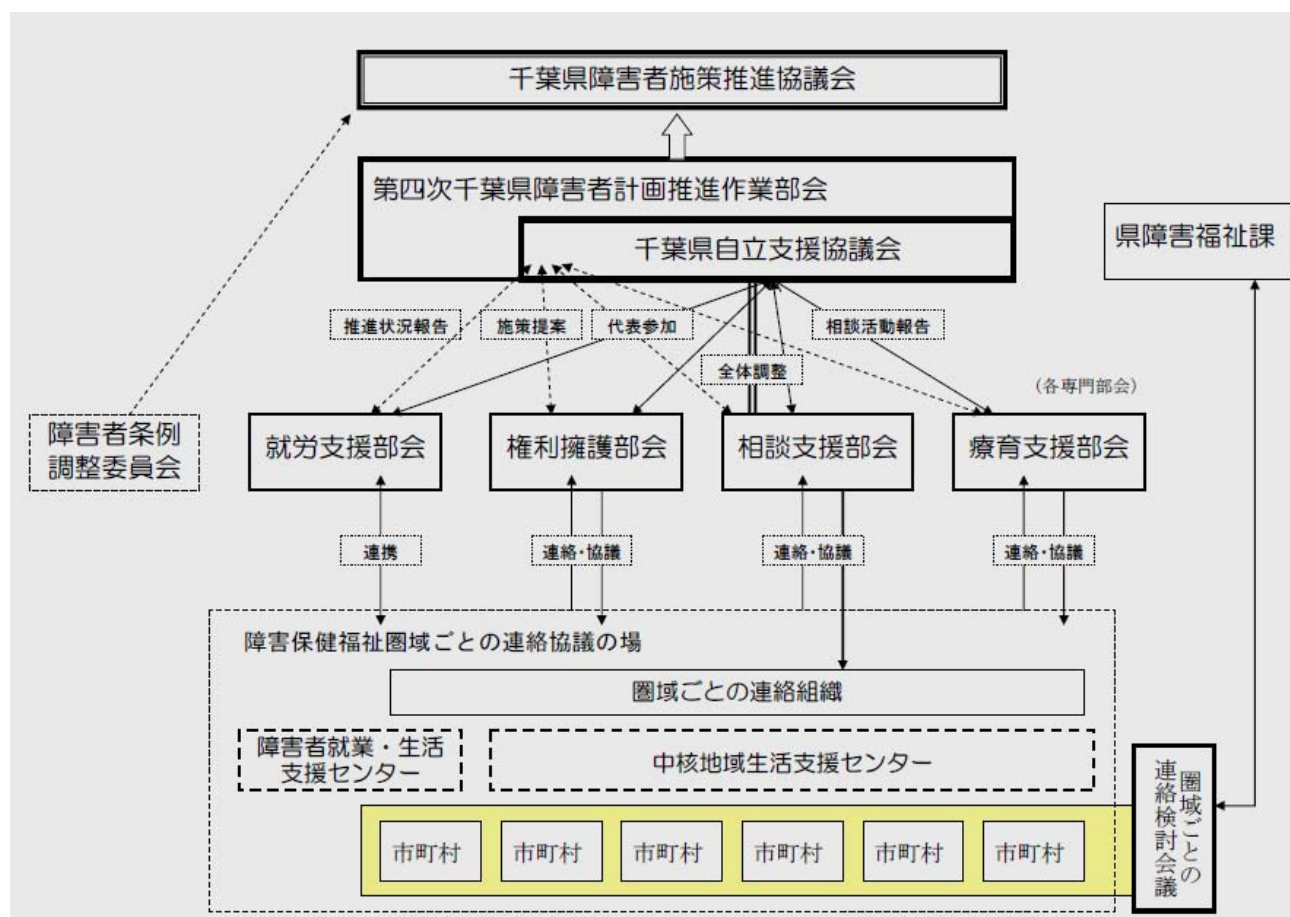 千葉県障害者施策推進協議会
第四次千葉県障害者計画推進作業部会
千葉県自立支援協議会
県障害福祉課
推進状況報告
施策提案
代表参加
相談活動報告
全体調整
(各専門部会)
障害者条例
調整委員会
就労支援部会
権利擁護部会
相談支援部会
療育支援部会
連携
連絡・協議
連絡・協議
連絡・協議
障害保健福祉圏域ごとの連絡協議の場
圏域ごとの連絡組織
障害者就業・生活
支援センター
中核地域生活支援センター
圏域ごとの
連絡検討会議
市町村
市町村
市町村
市町村
市町村
市町村